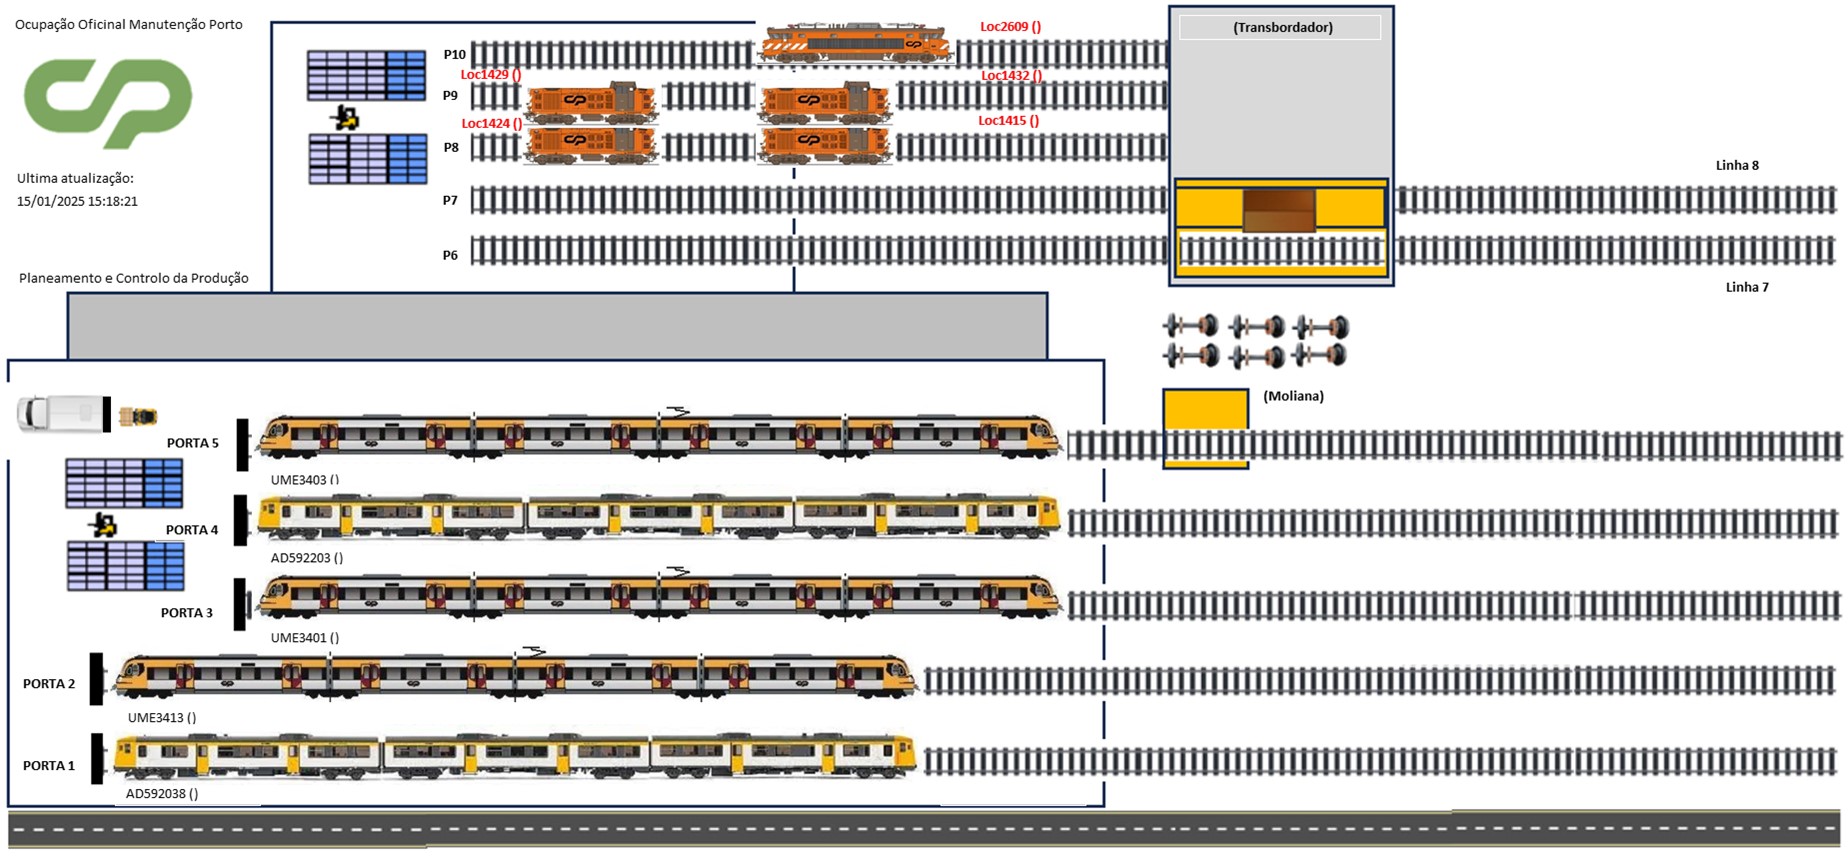 Ocupação Oficinal Manutenção Porto
Ultima atualização:
15/01/2025 15:18:21
Planeamento e Controlo da Produção
P10
Loc2609 ()
(Transbordador)
Loc1429 ()
Loc1432 ()
P9
Loc1424 ()
Loc1415 ()
P8
Linha 8
P7
P6
Linha 7
(Moliana)
PORTA 5
UME3403 ()
PORTA 4
AD592203 ()
PORTA 3
UME3401 ()
PORTA 2
UME3413 ()
PORTA 1
AD592038 ()